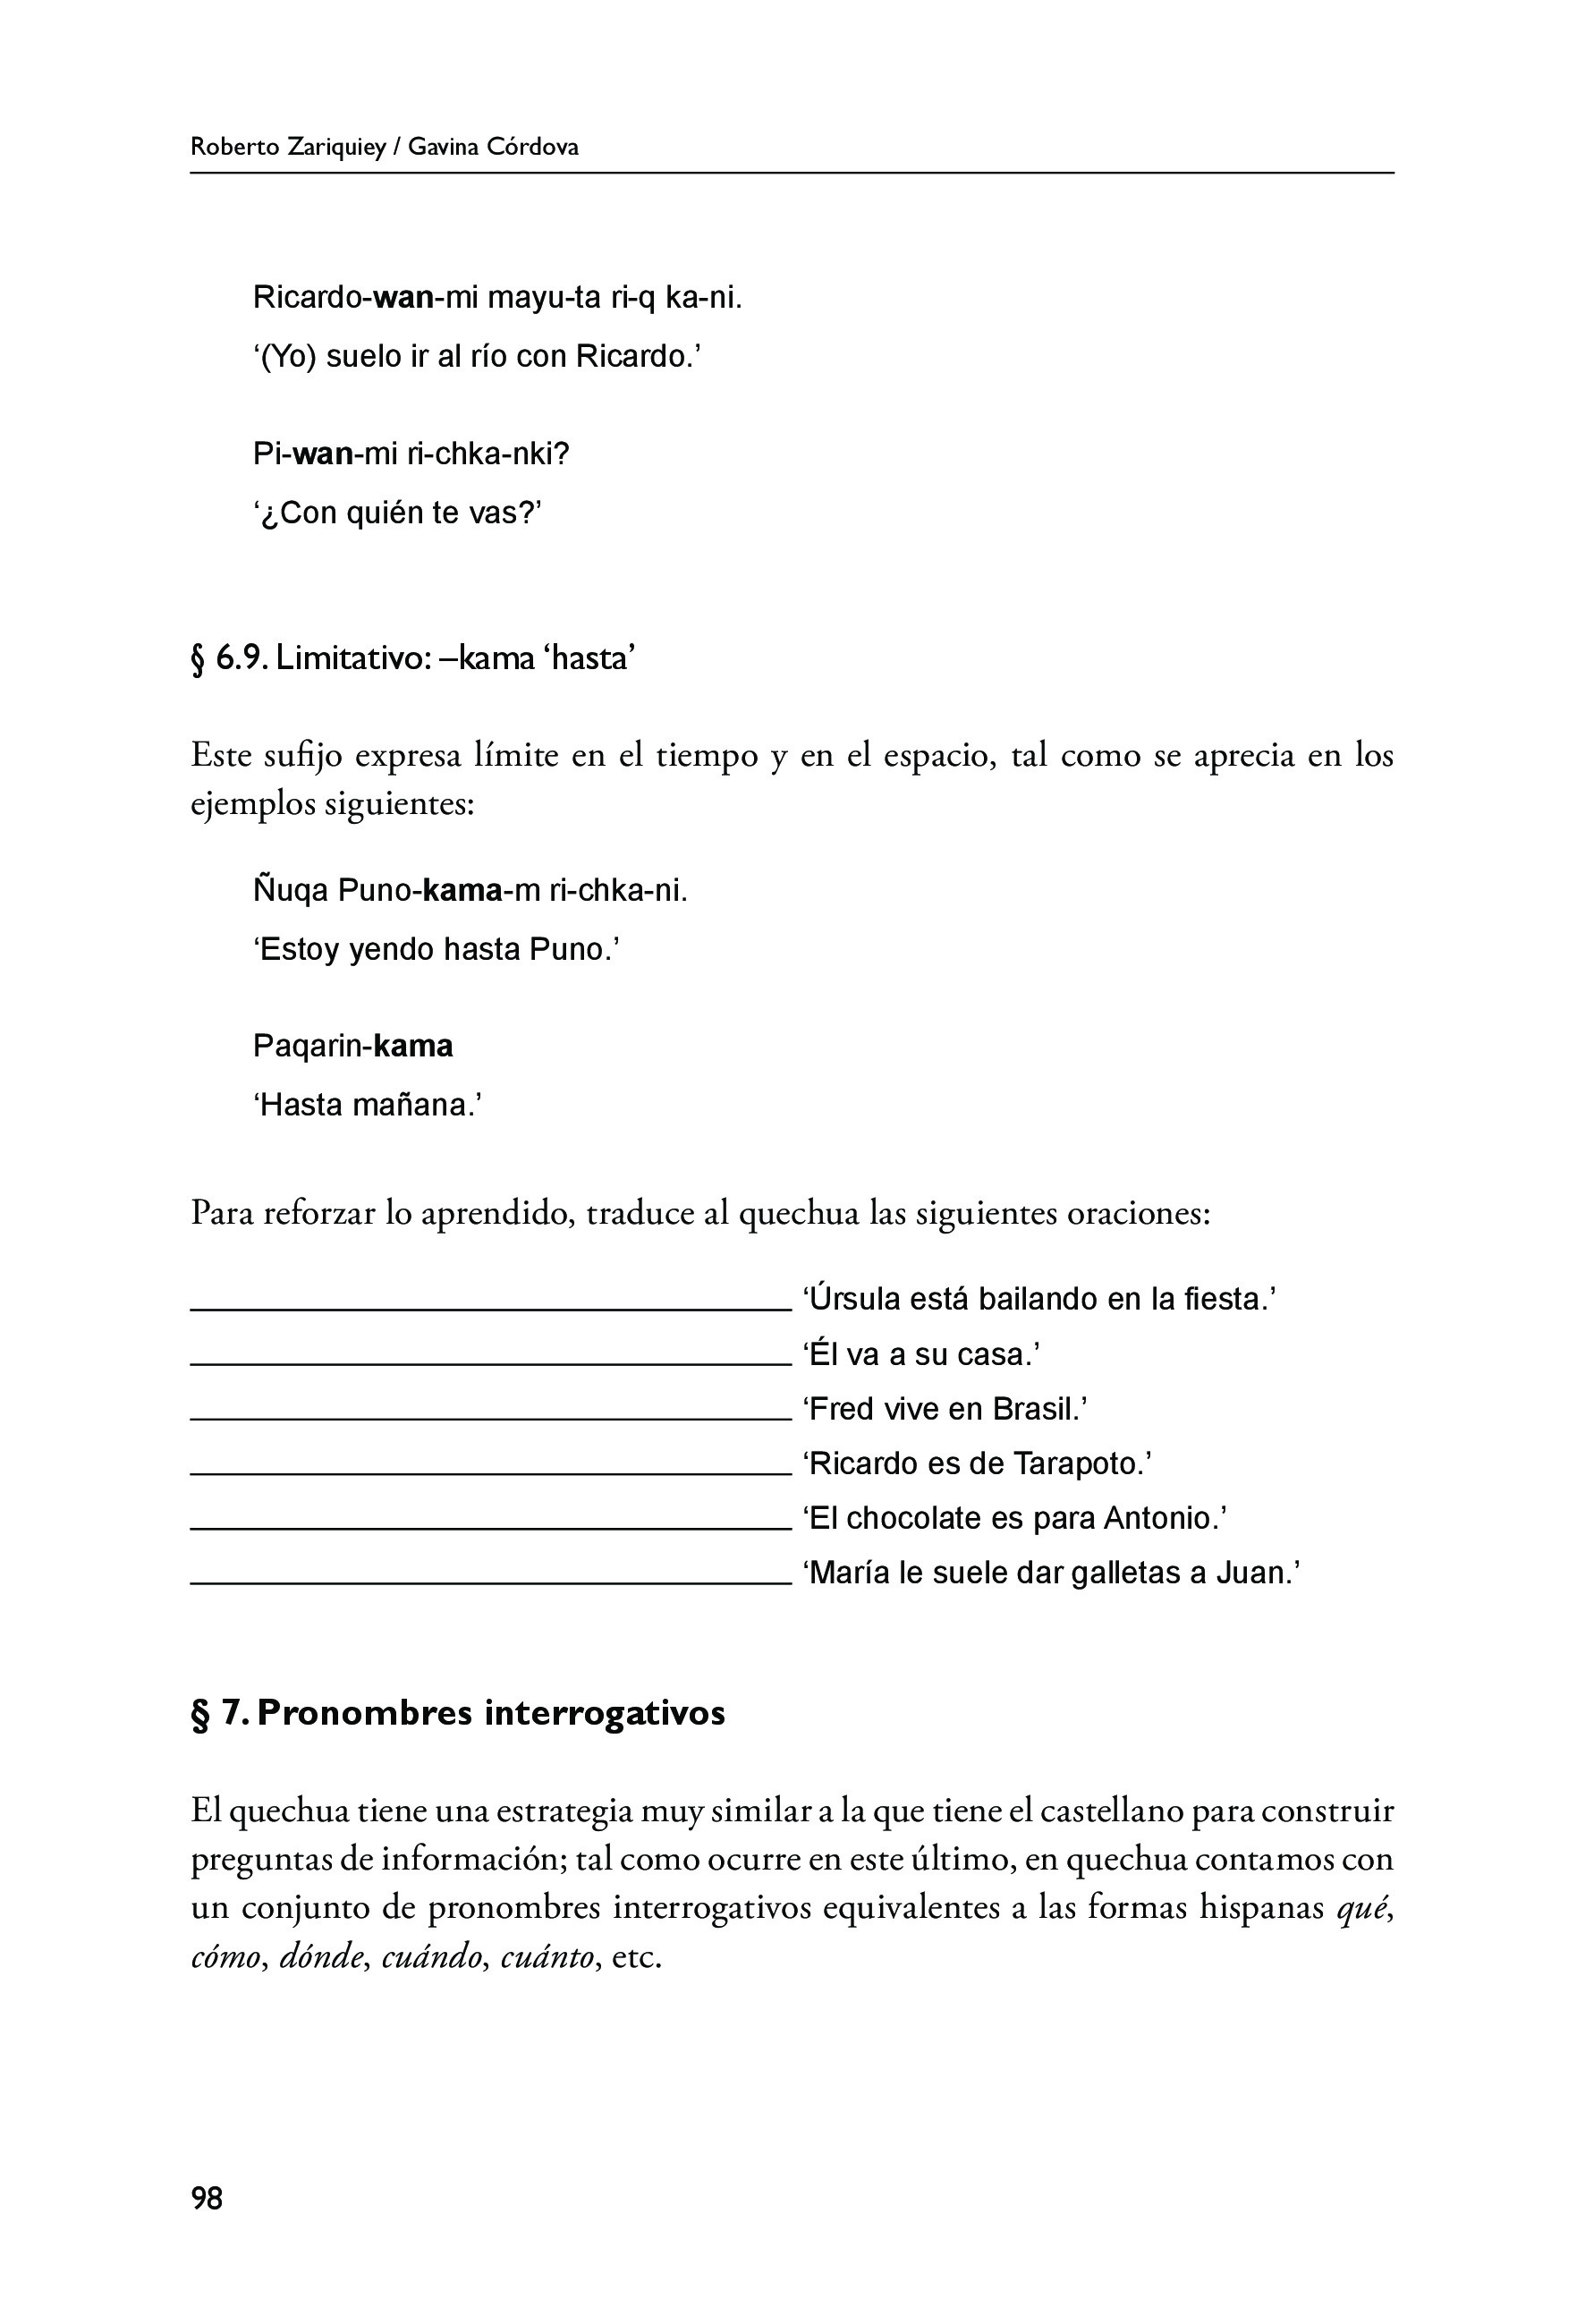 Roberto Zariquiey / Gavina Córdova
Ricardo-wan-mi mayu-ta ri-q ka-ni.
‘(Yo) suelo ir al río con Ricardo.’
Pi-wan-mi ri-chka-nki?
‘¿Con quién te vas?’
§ 6.9. Limitativo: –kama ‘hasta’
Este sufijo expresa límite en el tiempo y en el espacio, tal como se aprecia en los
ejemplos siguientes:
Ñuqa Puno-kama-m ri-chka-ni.
‘Estoy yendo hasta Puno.’
Paqarin-kama
‘Hasta mañana.’
Para reforzar lo aprendido, traduce al quechua las siguientes oraciones:
‘Úrsula está bailando en la fiesta.’
‘Él va a su casa.’
‘Fred vive en Brasil.’
‘Ricardo es de Tarapoto.’
‘El chocolate es para Antonio.’
‘María le suele dar galletas a Juan.’
§ 7. Pronombres interrogativos
El quechua tiene una estrategia muy similar a la que tiene el castellano para construir
preguntas de información; tal como ocurre en este último, en quechua contamos con
un conjunto de pronombres interrogativos equivalentes a las formas hispanas qué,
cómo, dónde, cuándo, cuánto, etc.
98